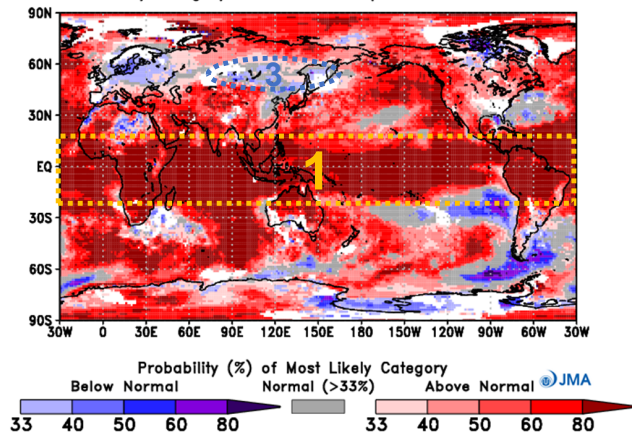 90N
60N
30N
EQ
30S
60S
90S
3
1
30W 0 30E 60E 90E 120E 150E 180 150W 120W 90W 60W 30W
Probability (%) of Most Likely Category
Below Normal Normal (>33%) Above Normal JMA
33 40 50 60 80 33 40 50 60 80